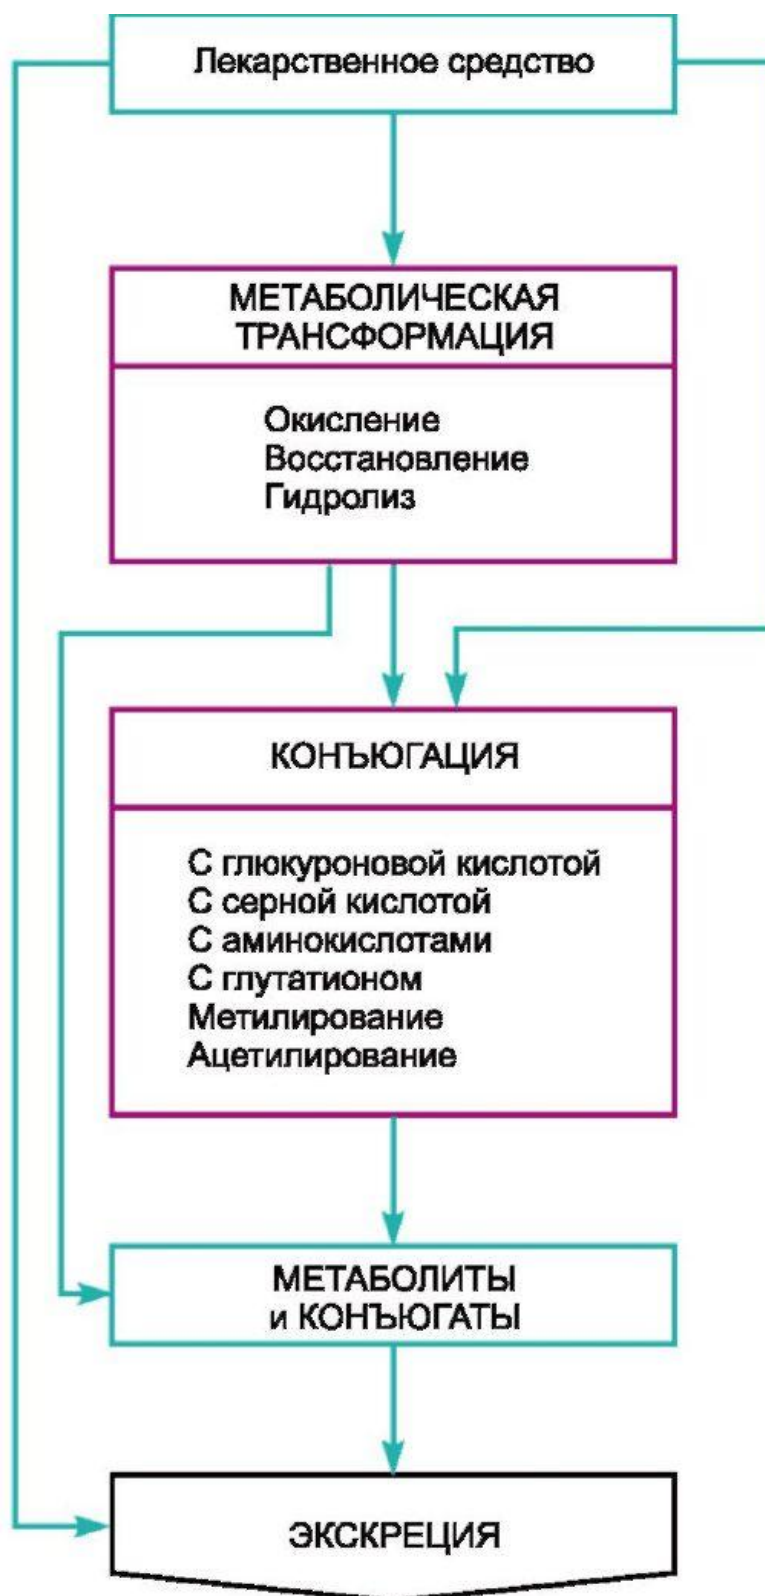 Лекарственное средство
МЕТАБОЛИЧЕСКАЯ
ТРАНСФОРМАЦИЯ
Окисление
Восстановление
Гидролиз
КОНЪЮГАЦИЯ
С глюкуроновой кислотой
С серной кислотой
С аминокислотами
С глутатионом
Метилирование
Ацетилирование
МЕТАБОЛИТЫ
и КОНЪЮГАТЫ
ЭКСКРЕЦИЯ